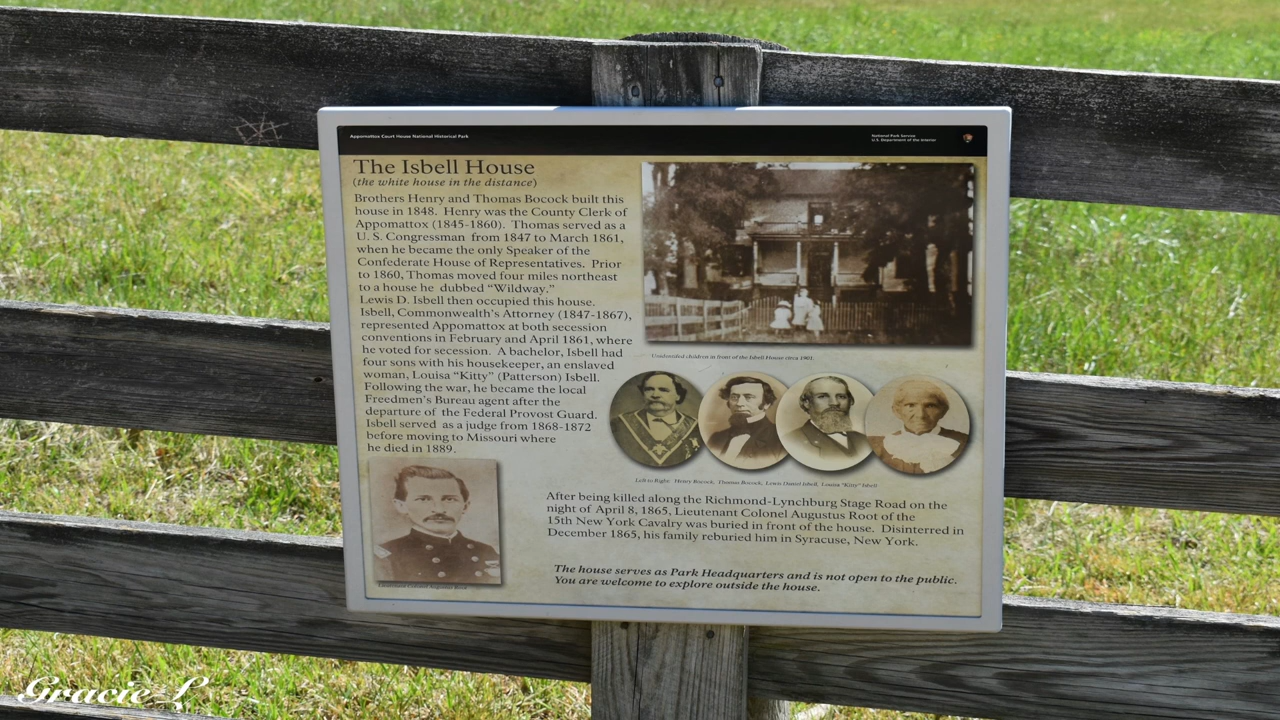 Appomattox Court House National Historical Park
National Park Service
U.S. Department of the Interior
The Isbell House
(the white house in the distance)
Brothers Henry and Thomas Bocock built this
house in 1848. Henry was the County Clerk of
Appomattox (1845-1860). Thomas served as a
U. S. Congressman from 1847 to March 1861,
when he became the only Speaker of the
Confederate House of Representatives. Prior
to 1860, Thomas moved four miles northeast
to a house he dubbed "Wildway."
Lewis D. Isbell then occupied this house.
Isbell, Commonwealth's Attorney (1847-1867),
represented Appomattox at both secession
conventions in February and April 1861, where
he voted for secession. A bachelor, Isbell had
four sons with his housekeeper, an enslaved
woman, Louisa "Kitty" (Patterson) Isbell.
Following the war, he became the local
Freedmen's Bureau agent after the
departure of the Federal Provost Guard.
Isbell served as a judge from 1868-1872
before moving to Missouri where
he died in 1889.
Unidentified children in front of the Isbell House circa 1901.
Left to Right: Henry Bocock, Thomas Bocock, Lewis Daniel Isbell, Louisa "Kitty" Isbell
Lieutenant Colonel Augustus Root
After being killed along the Richmond-Lynchburg Stage Road on the
night of April 8, 1865, Lieutenant Colonel Augustus Root of the
15th New York Cavalry was buried in front of the house. Disinterred in
December 1865, his family reburied him in Syracuse, New York.
The house serves as Park Headquarters and is not open to the public.
You are welcome to explore outside the house.
Gracie-L